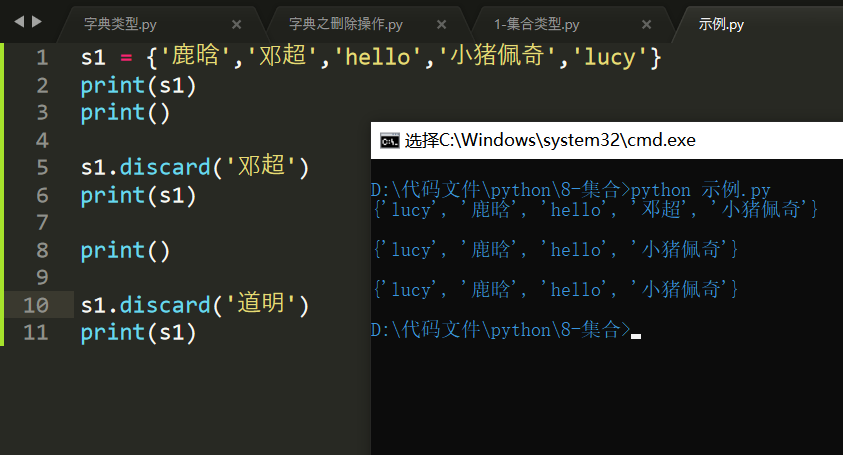 字典类型.py
字典之删除操作.py
1-集合类型.py
示例.py
1 s1 = {'鹿晗','邓超','hello','小猪佩奇','lucy'}
2 print(s1)
3 print()
4
5 s1.discard('邓超')
6 print(s1)
7
8 print()
9
10 s1.discard('道明')
11 print(s1)
选择C:\Windows\system32\cmd.exe
D:\代码文件\python\8-集合>python 示例.py
{'lucy', '鹿晗', 'hello', '邓超', '小猪佩奇'}
{'lucy', '鹿晗', 'hello', '小猪佩奇'}
{'lucy', '鹿晗', 'hello', '小猪佩奇'}
D:\代码文件\python\8-集合>